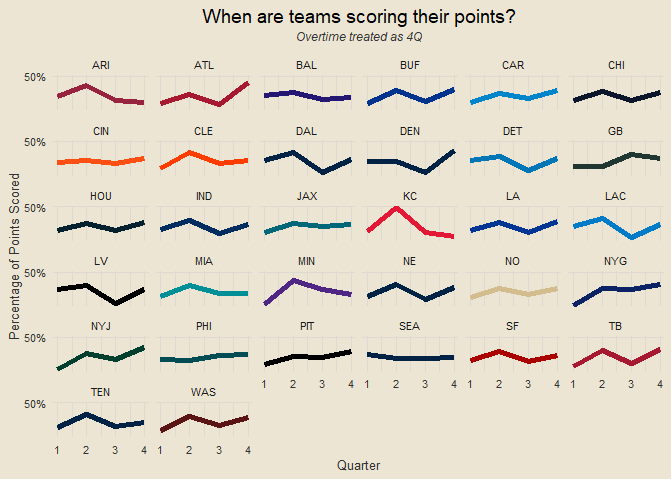 When are teams scoring their points?
Overtime treated as 4Q
ARI ATL BAL BUF CAR CHI
50%
CIN CLE DAL DEN DET GB
50%
HOU IND JAX KC LA LAC
50%
LV MIA MIN NE NO NYG
50%
NYJ PHI PIT SEA SF TB
50%
1 2 3 4 1 2 3 4 1 2 3 4 1 2 3 4
TEN WAS
50%
1 2 3 4 1 2 3 4
Percentage of Points Scored
Quarter